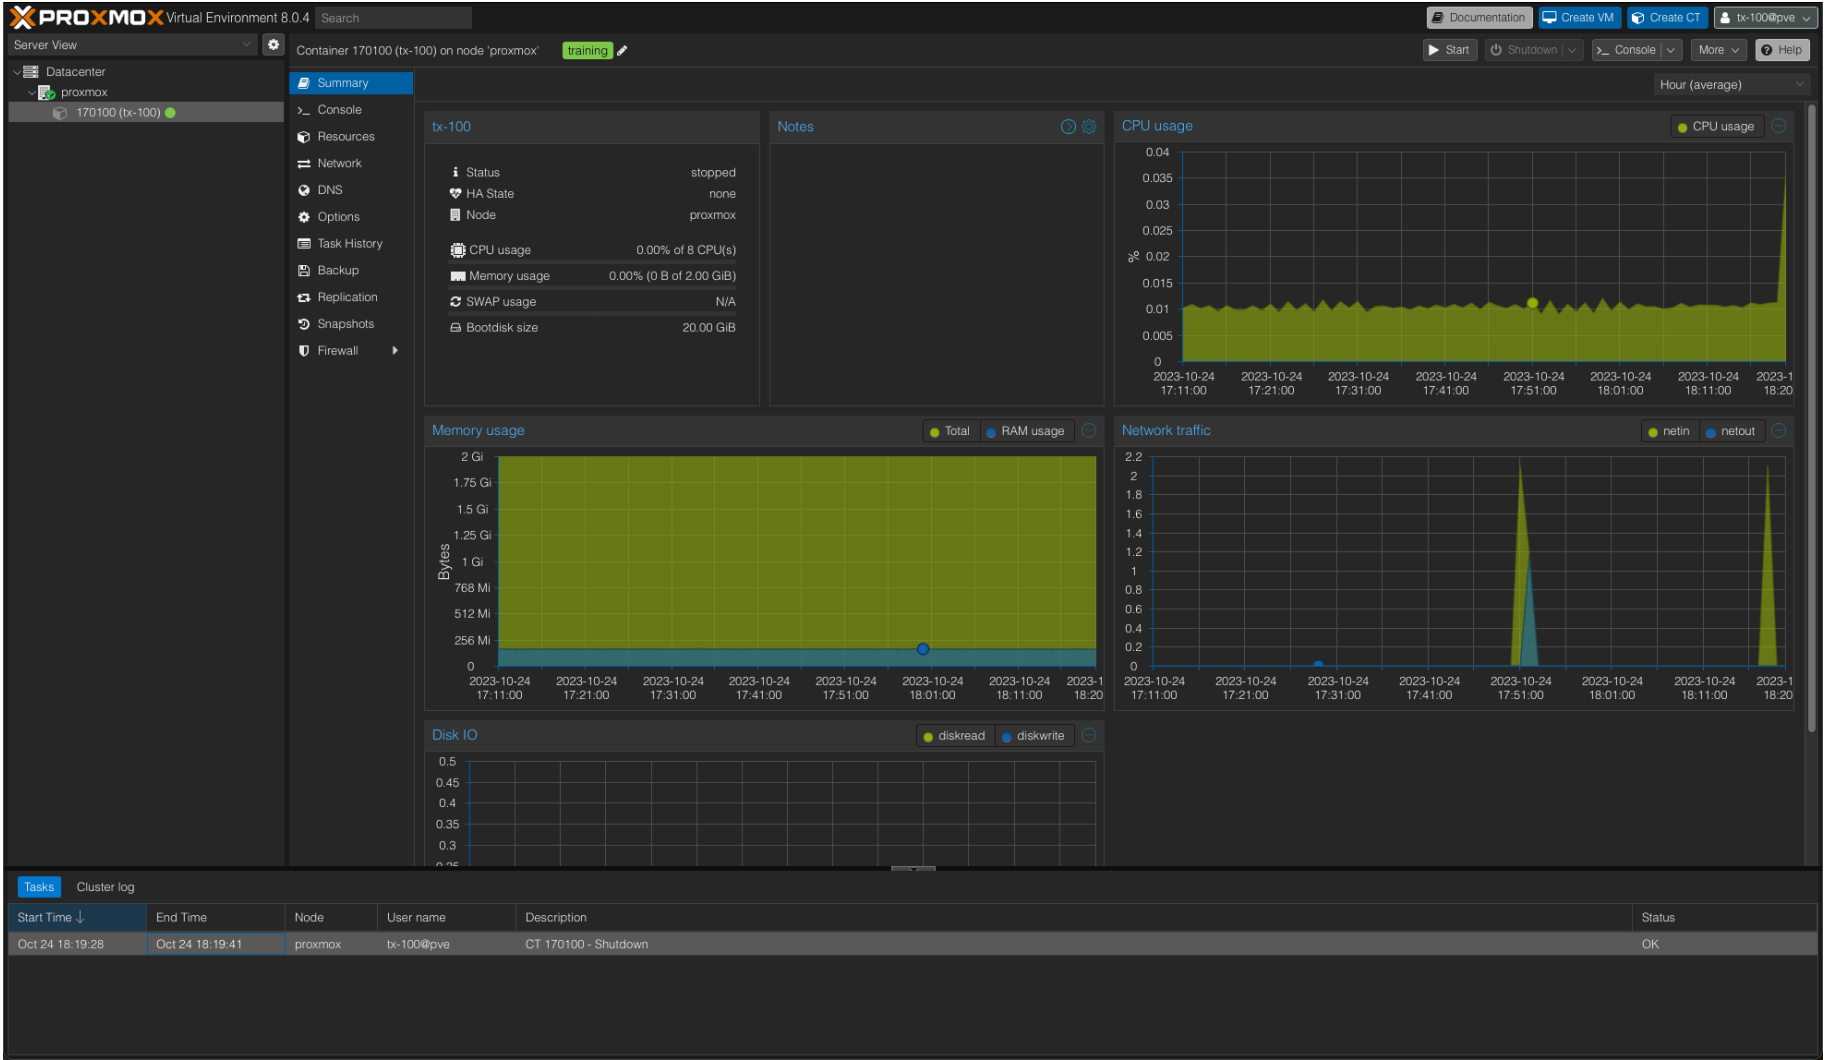 PROXMOX Virtual Environment 8.0.4 Search Documentation Create VM Create CT tx-100@pve
Server View
Datacenter
proxmox
170100 (tx-100)
Container 170100 (tx-100) on node 'proxmox' training Start Shutdown Console More Help
Summary
Console
Resources
Network
DNS
Options
Task History
Backup
Replication
Snapshots
Firewall
Hour (average)
tx-100
Status stopped
HA State none
Node proxmox
CPU usage 0.00% of 8 CPU(s)
Memory usage 0.00% (0 B of 2.00 GiB)
SWAP usage N/A
Bootdisk size 20.00 GiB
Notes
CPU usage CPU usage
0.04
0.035
0.03
0.025
% 0.02
0.015
0.01
0.005
0
2023-10-24 2023-10-24 2023-10-24 2023-10-24 2023-10-24 2023-10-24 2023-10-24 2023-1
17:11:00 17:21:00 17:31:00 17:41:00 17:51:00 18:01:00 18:11:00 18:20
Memory usage Total RAM usage
2 Gi
1.75 Gi
1.5 Gi
1.25 Gi
Bytes
1 Gi
768 Mi
512 Mi
256 Mi
0
2023-10-24 2023-10-24 2023-10-24 2023-10-24 2023-10-24 2023-10-24 2023-10-24 2023-1
17:11:00 17:21:00 17:31:00 17:41:00 17:51:00 18:01:00 18:11:00 18:20
Network traffic netin netout
2.2
2
1.8
1.6
1.4
1.2
1
0.8
0.6
0.4
0.2
0
2023-10-24 2023-10-24 2023-10-24 2023-10-24 2023-10-24 2023-10-24 2023-10-24 2023-1
17:11:00 17:21:00 17:31:00 17:41:00 17:51:00 18:01:00 18:11:00 18:20
Disk IO diskread diskwrite
0.5
0.45
0.4
0.35
0.3
0.25
Tasks Cluster log
Start Time End Time Node User name Description Status
Oct 24 18:19:28 Oct 24 18:19:41 proxmox tx-100@pve CT 170100 - Shutdown OK